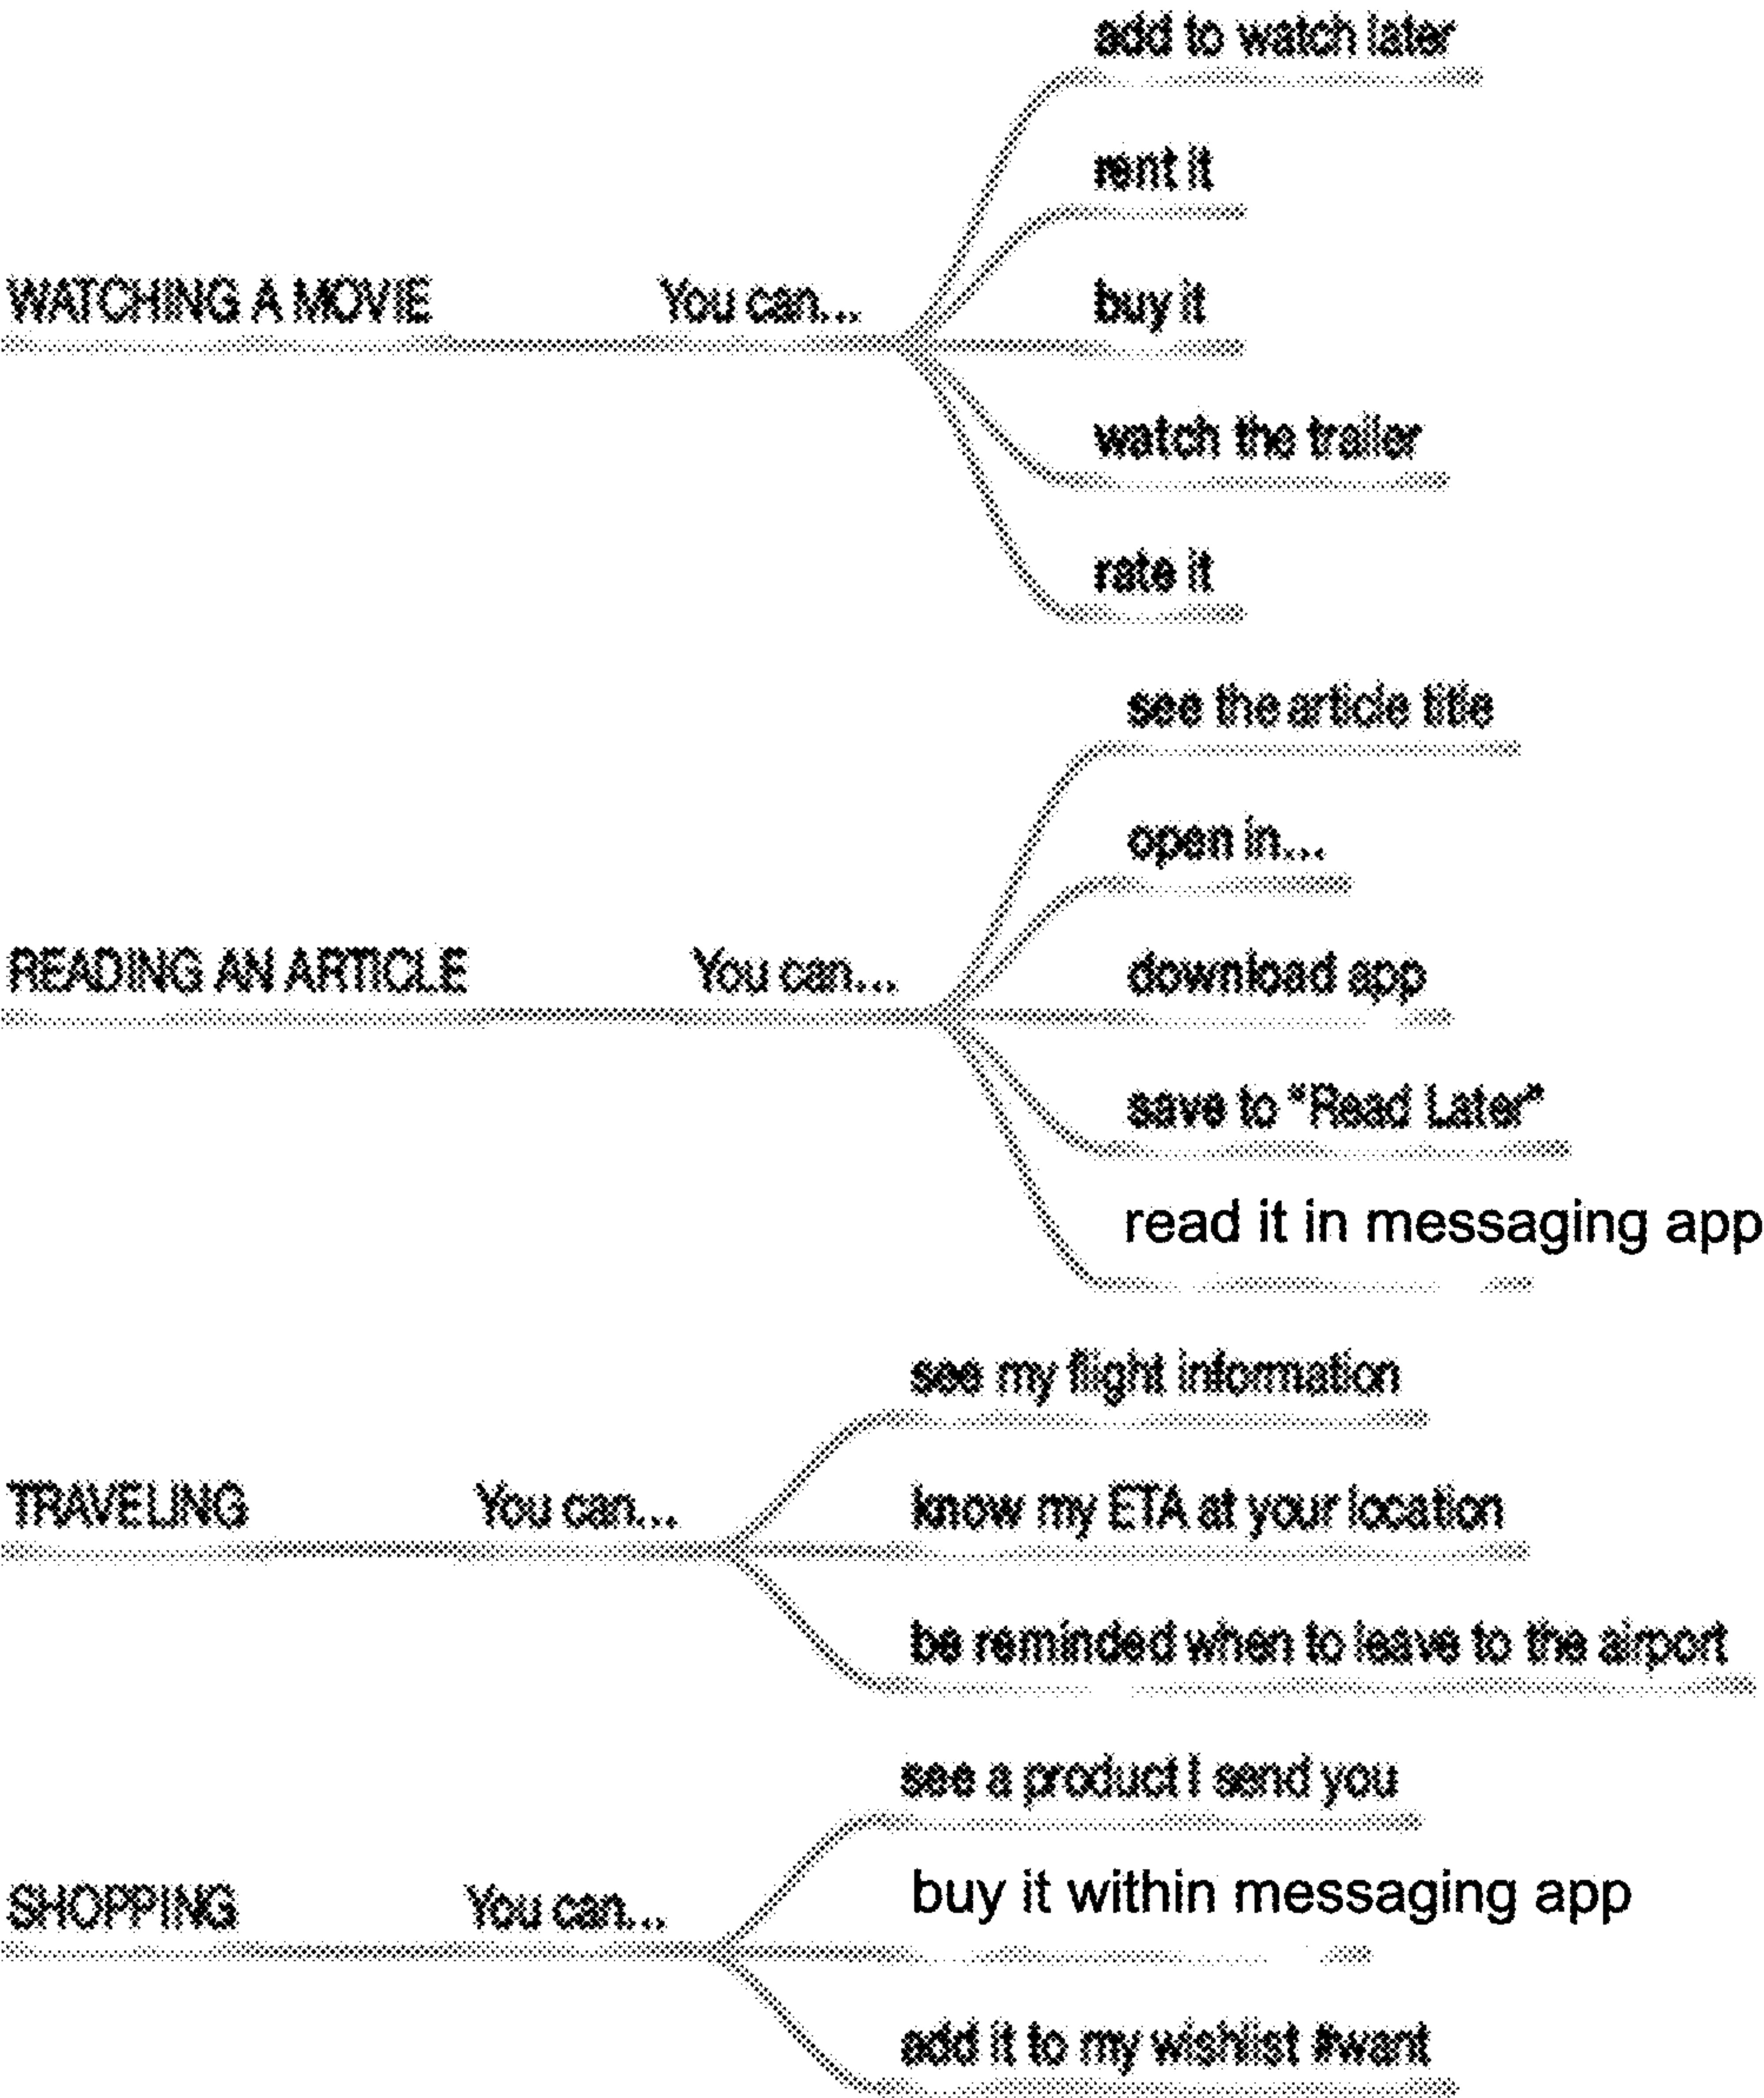 add to watch later
rent it
WATCHING A MOVIE You can... buy it
watch the trailer
rate it
see the article title
open in...
READING AN ARTICLE You can... download app
save to "Read Later"
read it in messaging app
see my flight information
TRAVELING You can... know my ETA at your location
be reminded when to leave to the airport
see a product I send you
SHOPPING You can... buy it within messaging app
add it to my wishlist #want